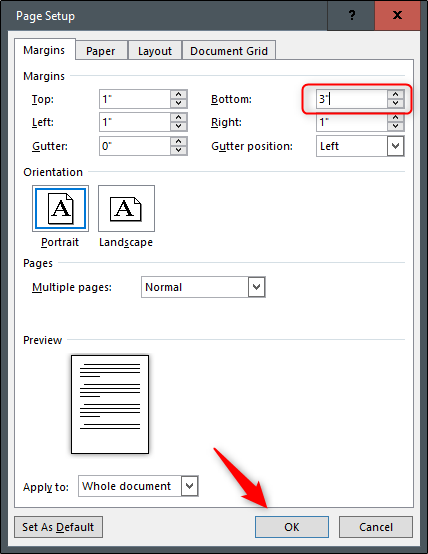 Page Setup ? X
Margins Paper Layout Document Grid
Margins
Top: 1" Bottom: 3"
Left: 1" Right: 1"
Gutter: 0" Gutter position: Left
Orientation
A A
Portrait Landscape
Pages
Multiple pages: Normal
Preview
Apply to: Whole document
Set As Default OK Cancel